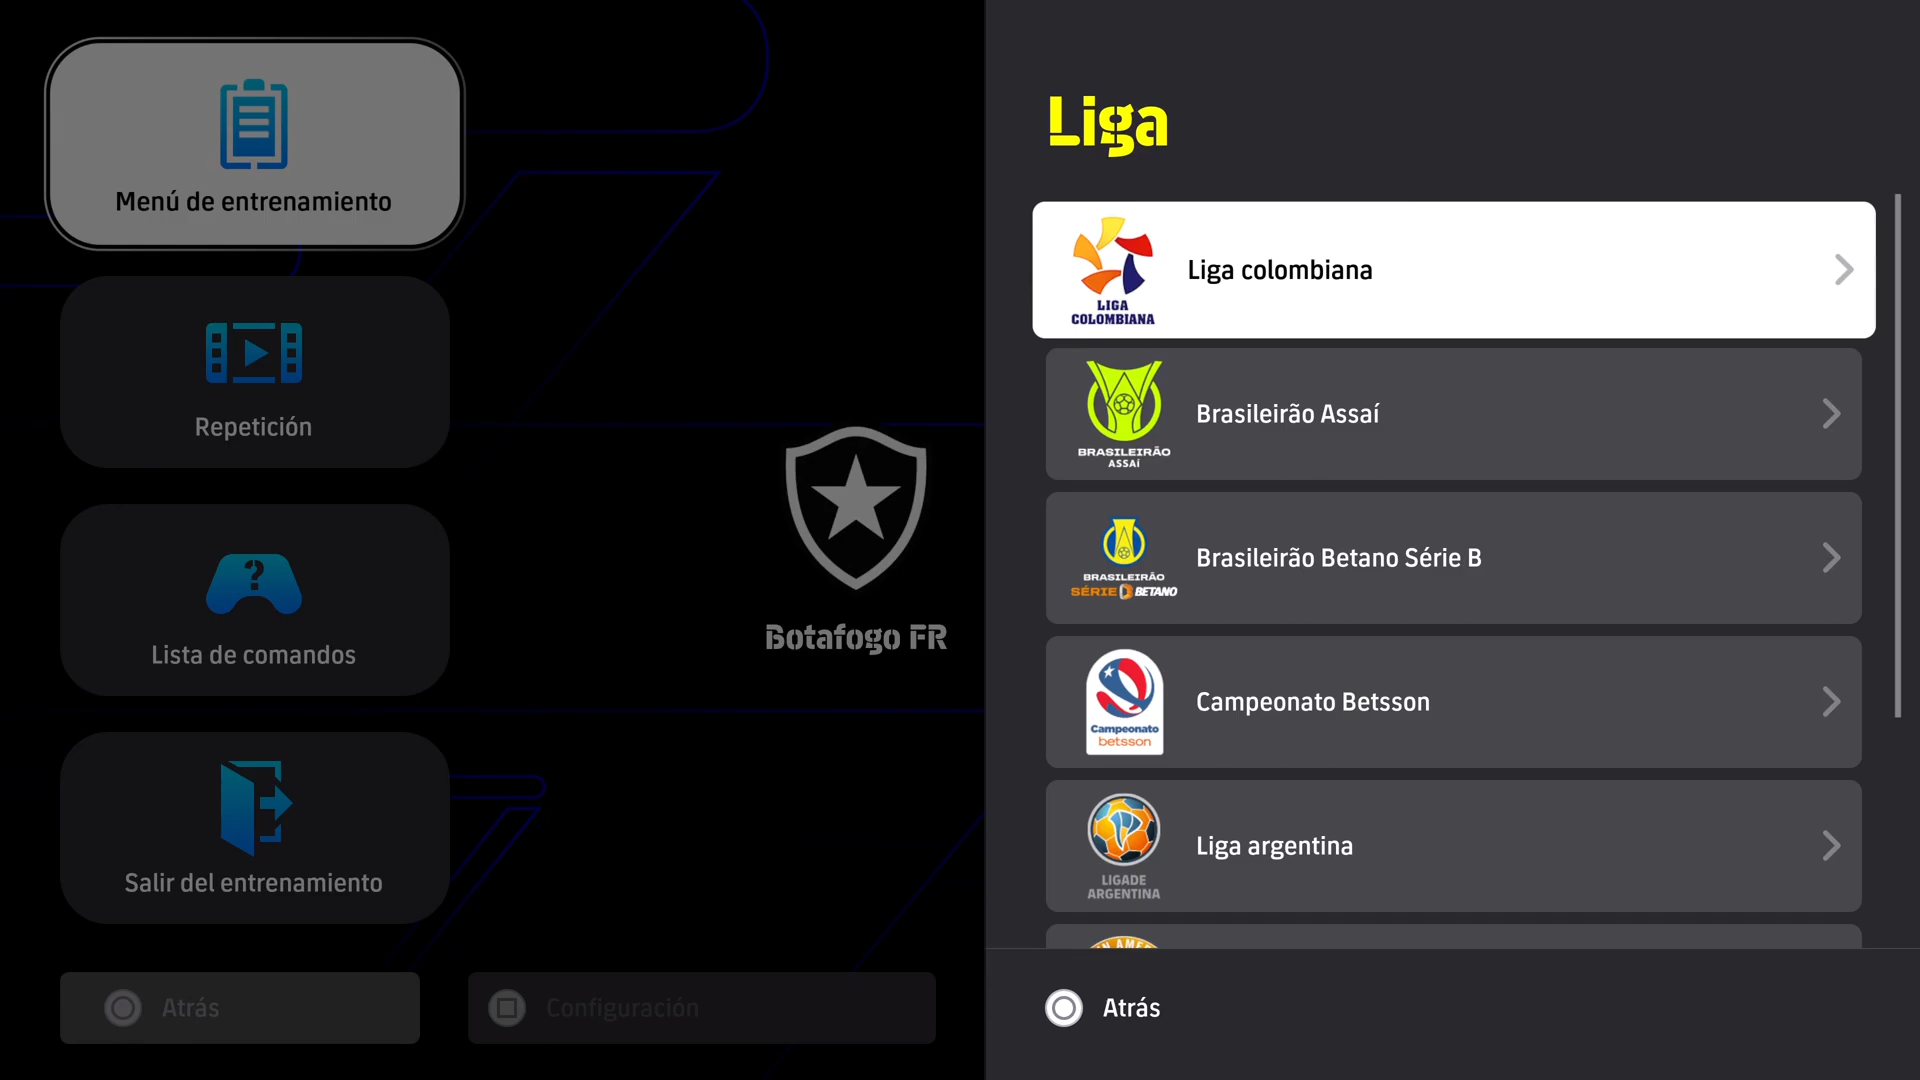 Menú de entrenamiento
Repetición
Lista de comandos
Salir del entrenamiento
Atrás
Configuración
Botafogo FR
Liga
LIGA
COLOMBIANA
Liga colombiana
BRASILEIRÃO
ASSAÍ
Brasileirão Assaí
BRASILEIRÃO
SÉRIE B BETANO
Brasileirão Betano Série B
Campeonato
betsson
Campeonato Betsson
LIGADE
ARGENTINA
Liga argentina
Atrás